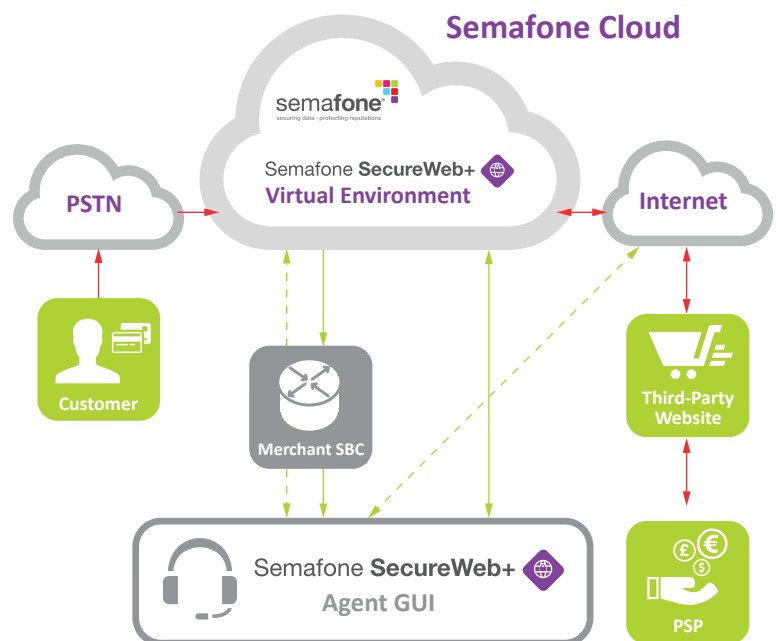 Semafone Cloud
semafone®
securing data - protecting reputations
Semafone SecureWeb+
Virtual Environment
PSTN
Internet
Customer
Merchant SBC
Third-Party
Website
Semafone SecureWeb+
Agent GUI
£ €
$
PSP